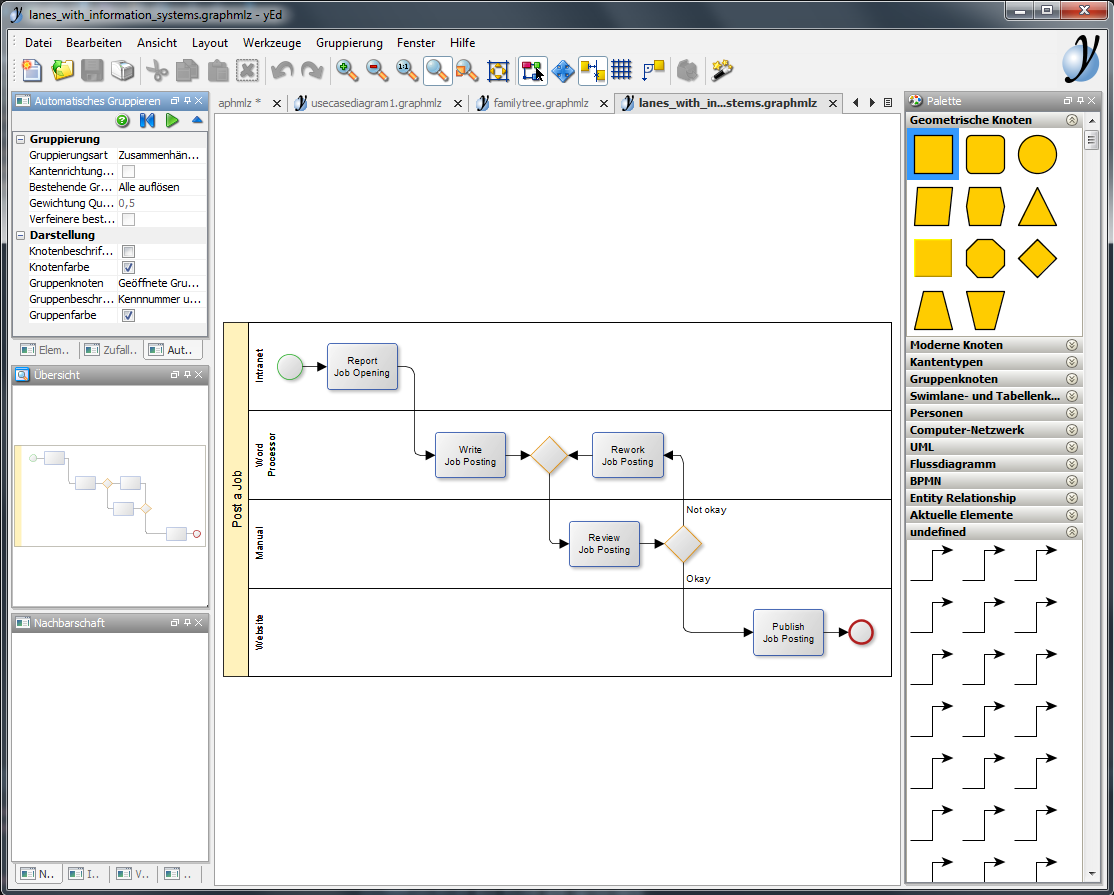 lanes_with_information_systems.graphmlz - yEd
Datei Bearbeiten Ansicht Layout Werkzeuge Gruppierung Fenster Hilfe
1:1
Automatisches Gruppieren
Gruppierung
Gruppierungsart Zusammenhän...
Kantenrichtung...
Bestehende Gr... Alle auflösen
Gewichtung Qu... 0,5
Verfeinere best...
Darstellung
Knotenbeschrif...
Knotenfarbe
Gruppenknoten Geöffnete Gru...
Gruppenbeschr... Kennnummer u...
Gruppenfarbe
Elem.. Zufall.. Aut..
Übersicht
Nachbarschaft
N.. I.. V.. ..
aphmlz * usecasediagram1.graphmlz familytree.graphmlz lanes_with_in...stems.graphmlz
Post a Job
Intranet
Report
Job Opening
Word
Processor
Write
Job Posting
Rework
Job Posting
Manual
Not okay
Review
Job Posting
Okay
Website
Publish
Job Posting
Palette
Geometrische Knoten
Moderne Knoten
Kantentypen
Gruppenknoten
Swimlane- und Tabellenk...
Personen
Computer-Netzwerk
UML
Flussdiagramm
BPMN
Entity Relationship
Aktuelle Elemente
undefined